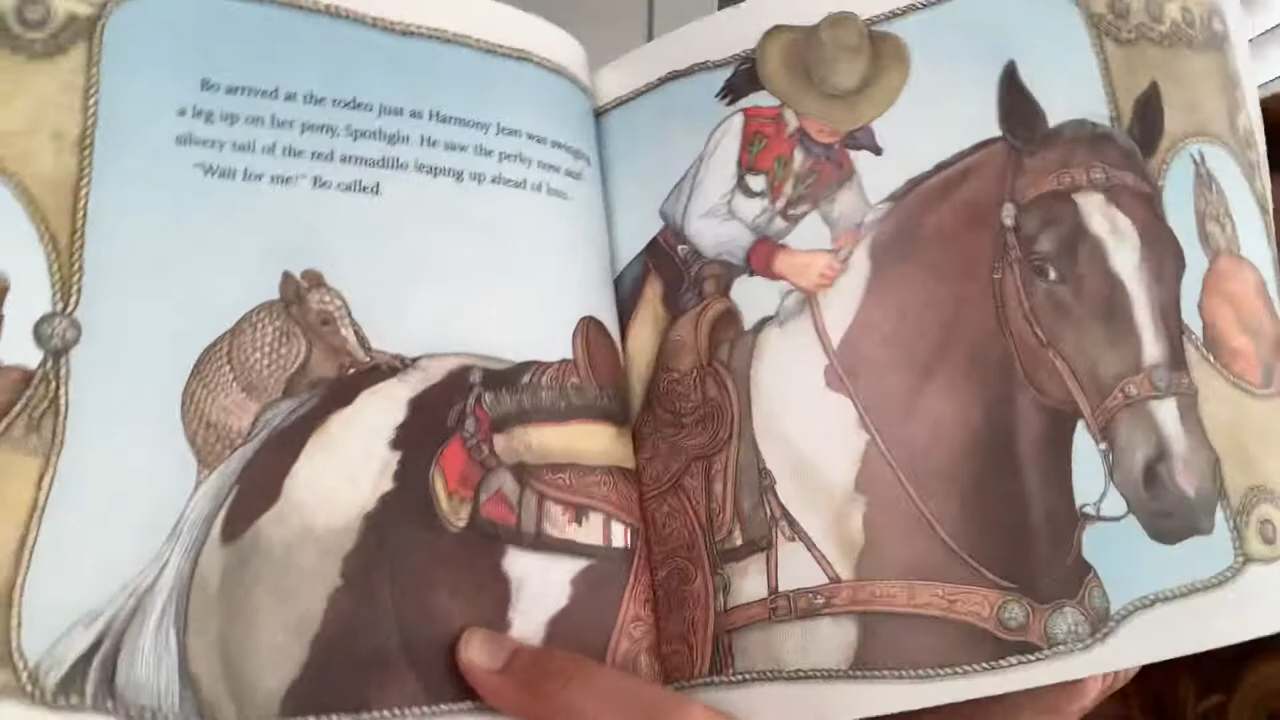 Bo arrived at the rodeo just as Harmony Jean was swinging
a leg up on her pony, Spotlight. He saw the perky nose and
silvery tail of the red armadillo leaping up ahead of him.
"Wait for me!" Bo called.